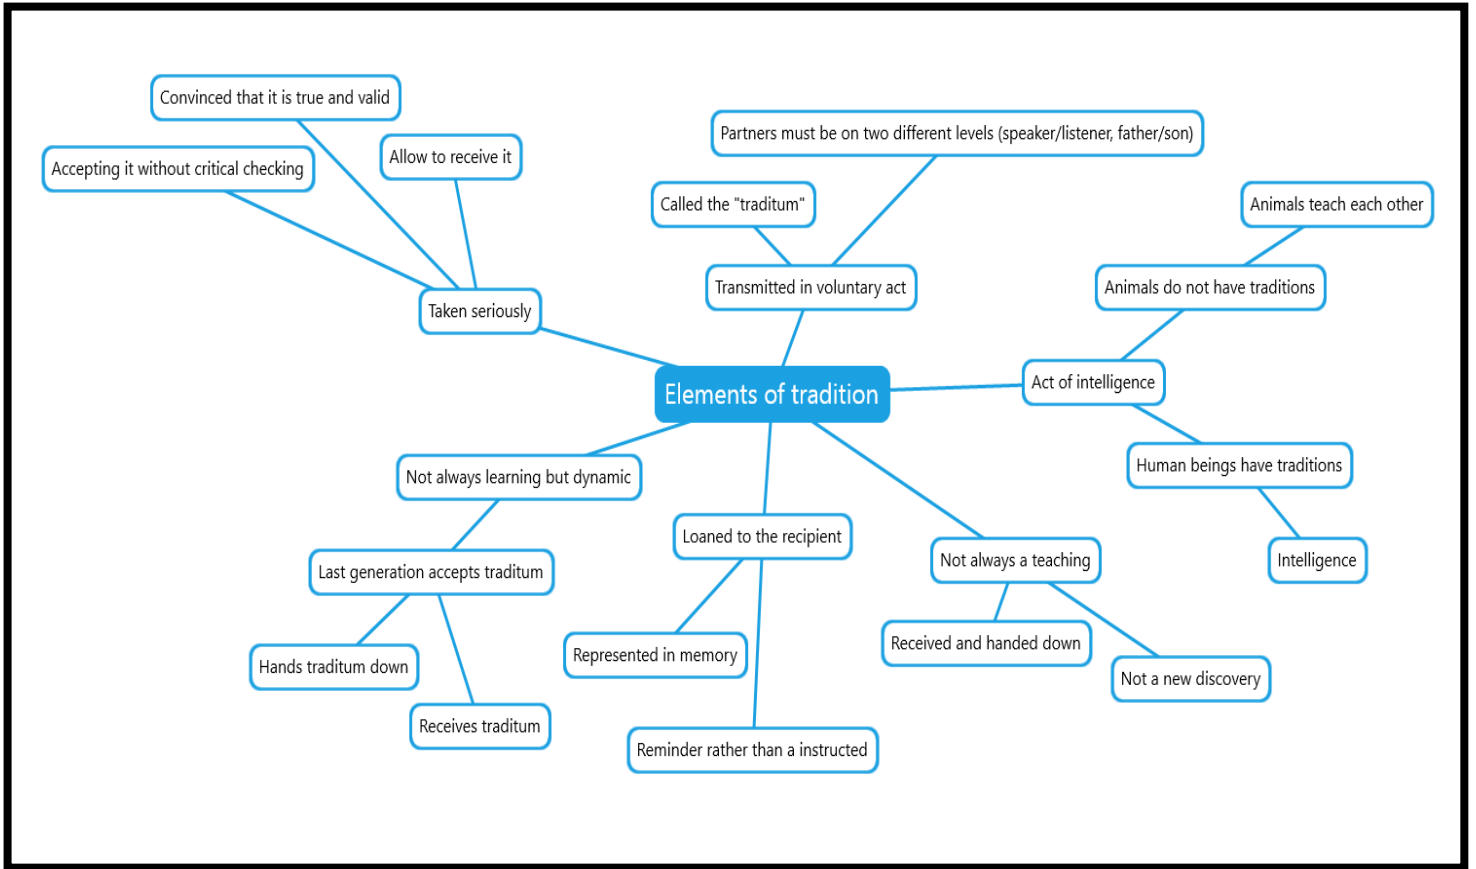 Convinced that it is true and valid
Accepting it without critical checking
Allow to receive it
Taken seriously
Partners must be on two different levels (speaker/listener, father/son)
Called the "traditum"
Transmitted in voluntary act
Animals teach each other
Animals do not have traditions
Act of intelligence
Human beings have traditions
Intelligence
Elements of tradition
Not always learning but dynamic
Last generation accepts traditum
Hands traditum down
Receives traditum
Loaned to the recipient
Represented in memory
Reminder rather than a instructed
Not always a teaching
Received and handed down
Not a new discovery